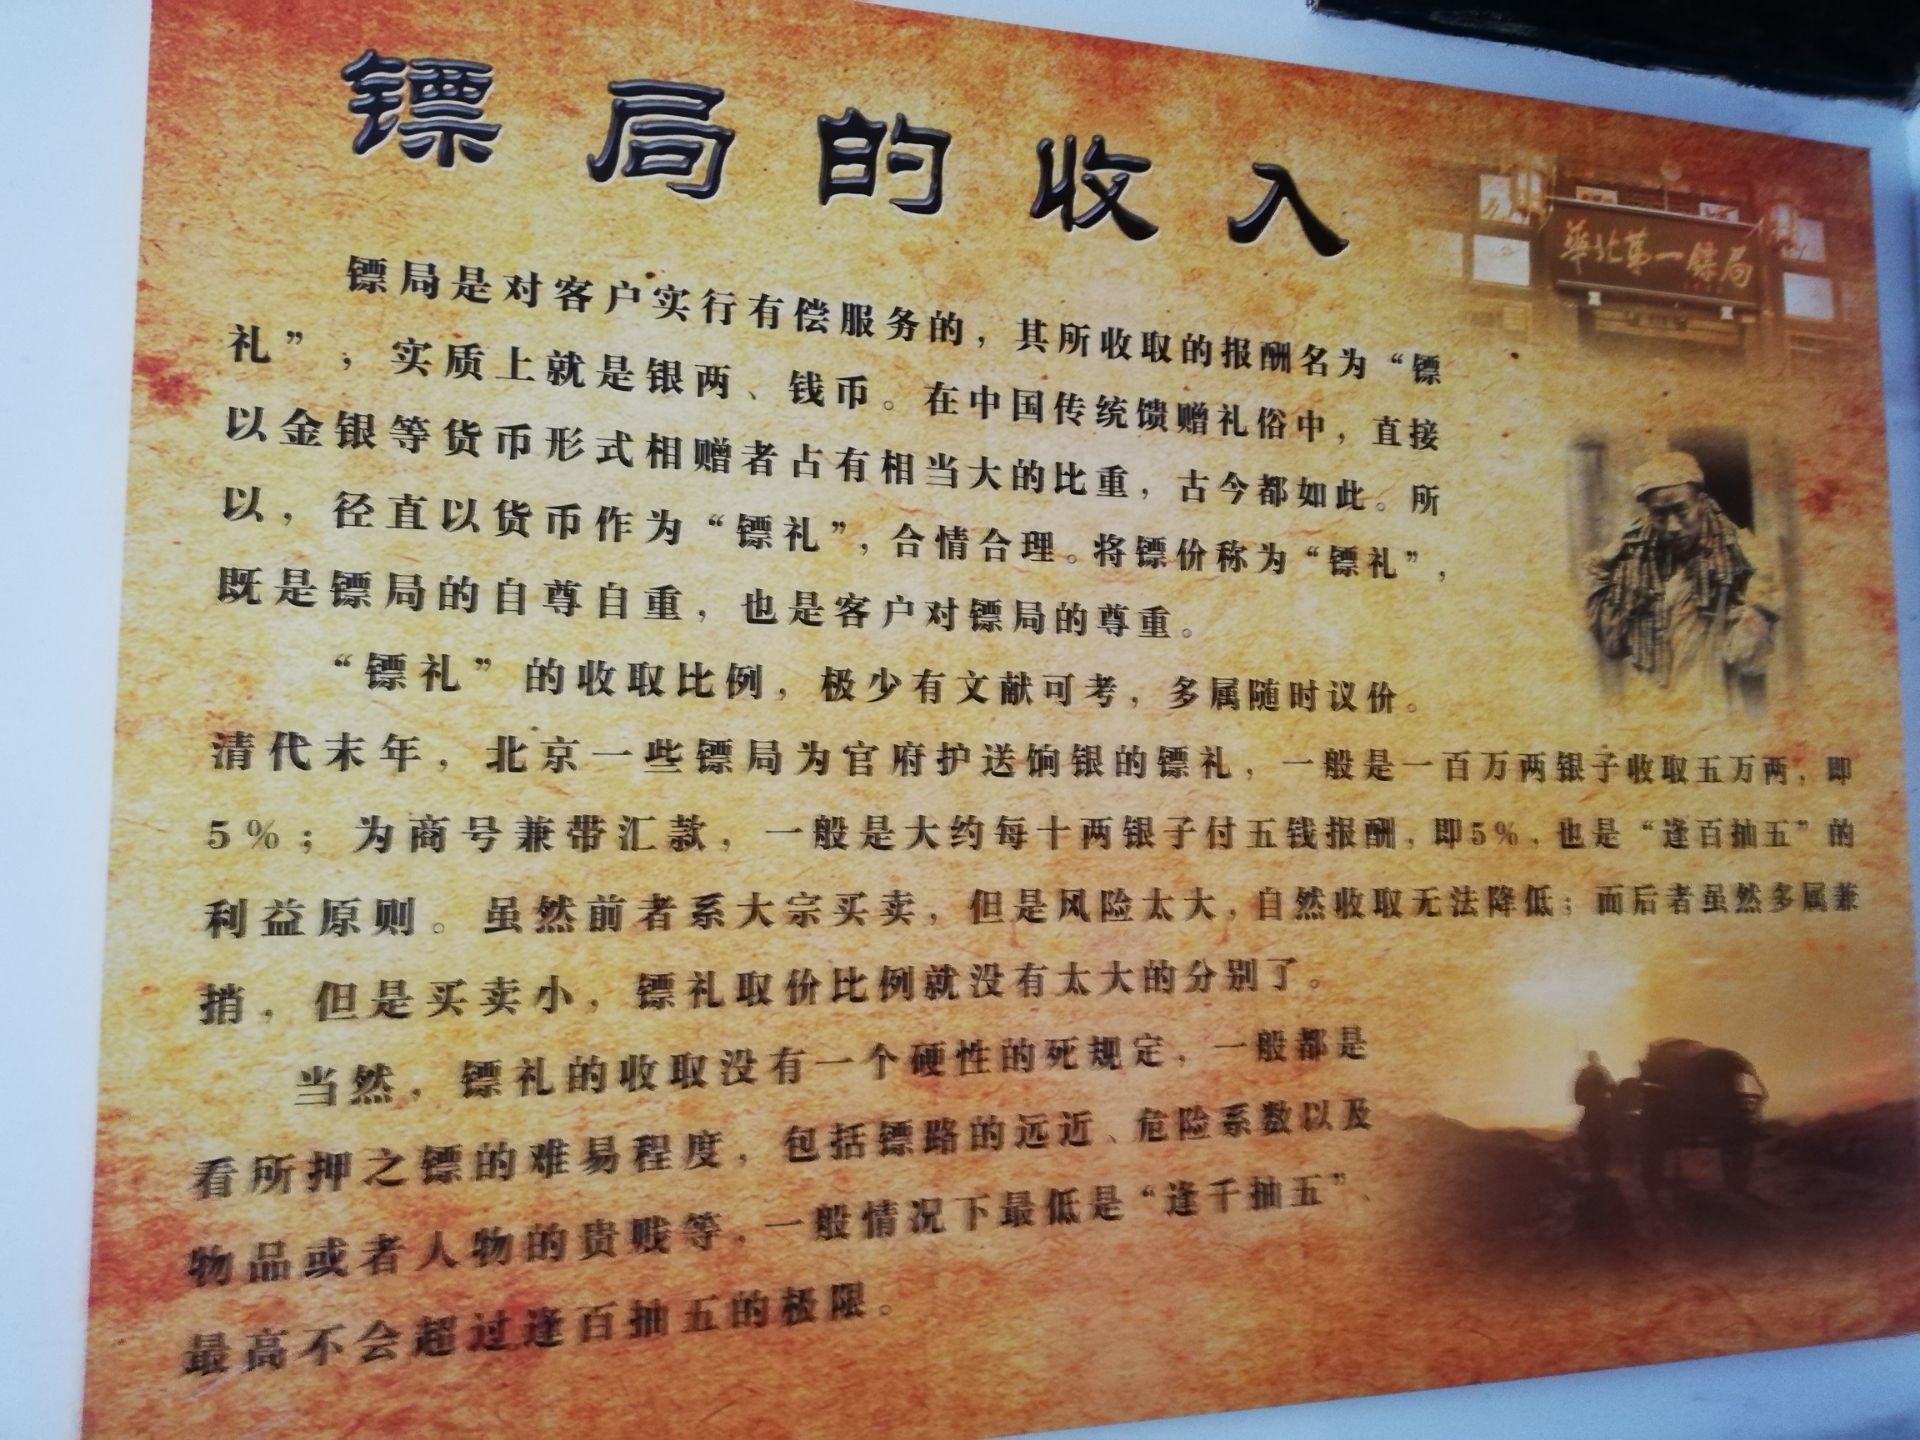 镖局的收入
華北第一镖局
镖局是对客户实行有偿服务的，其所收取的报酬名为“镖
礼”，实质上就是银两、钱币。在中国传统馈赠礼俗中，直接
以金银等货币形式相赠者占有相当大的比重，古今都如此。所
以，径直以货币作为“镖礼”，合情合理。将镖价称为“镖礼”，
既是镖局的自尊自重，也是客户对镖局的尊重。
“镖礼”的收取比例，极少有文献可考，多属随时议价。
清代末年，北京一些镖局为官府护送饷银的镖礼，一般是一百万两银子收取五万两，即
5%；为商号兼带汇款，一般是大约每十两银子付五钱报酬，即5%，也是“逢百抽五”的
利益原则。虽然前者系大宗买卖，但是风险太大，自然收取无法降低；而后者虽然多属兼
捎，但是买卖小，镖礼取价比例就没有太大的分别了。
当然，镖礼的收取没有一个硬性的死规定，一般都是
看所押之镖的难易程度，包括镖路的远近、危险系数以及
物品或者人物的贵贱等，一般情况下最低是“逢千抽五”、
最高不会超过逢百抽五的极限。